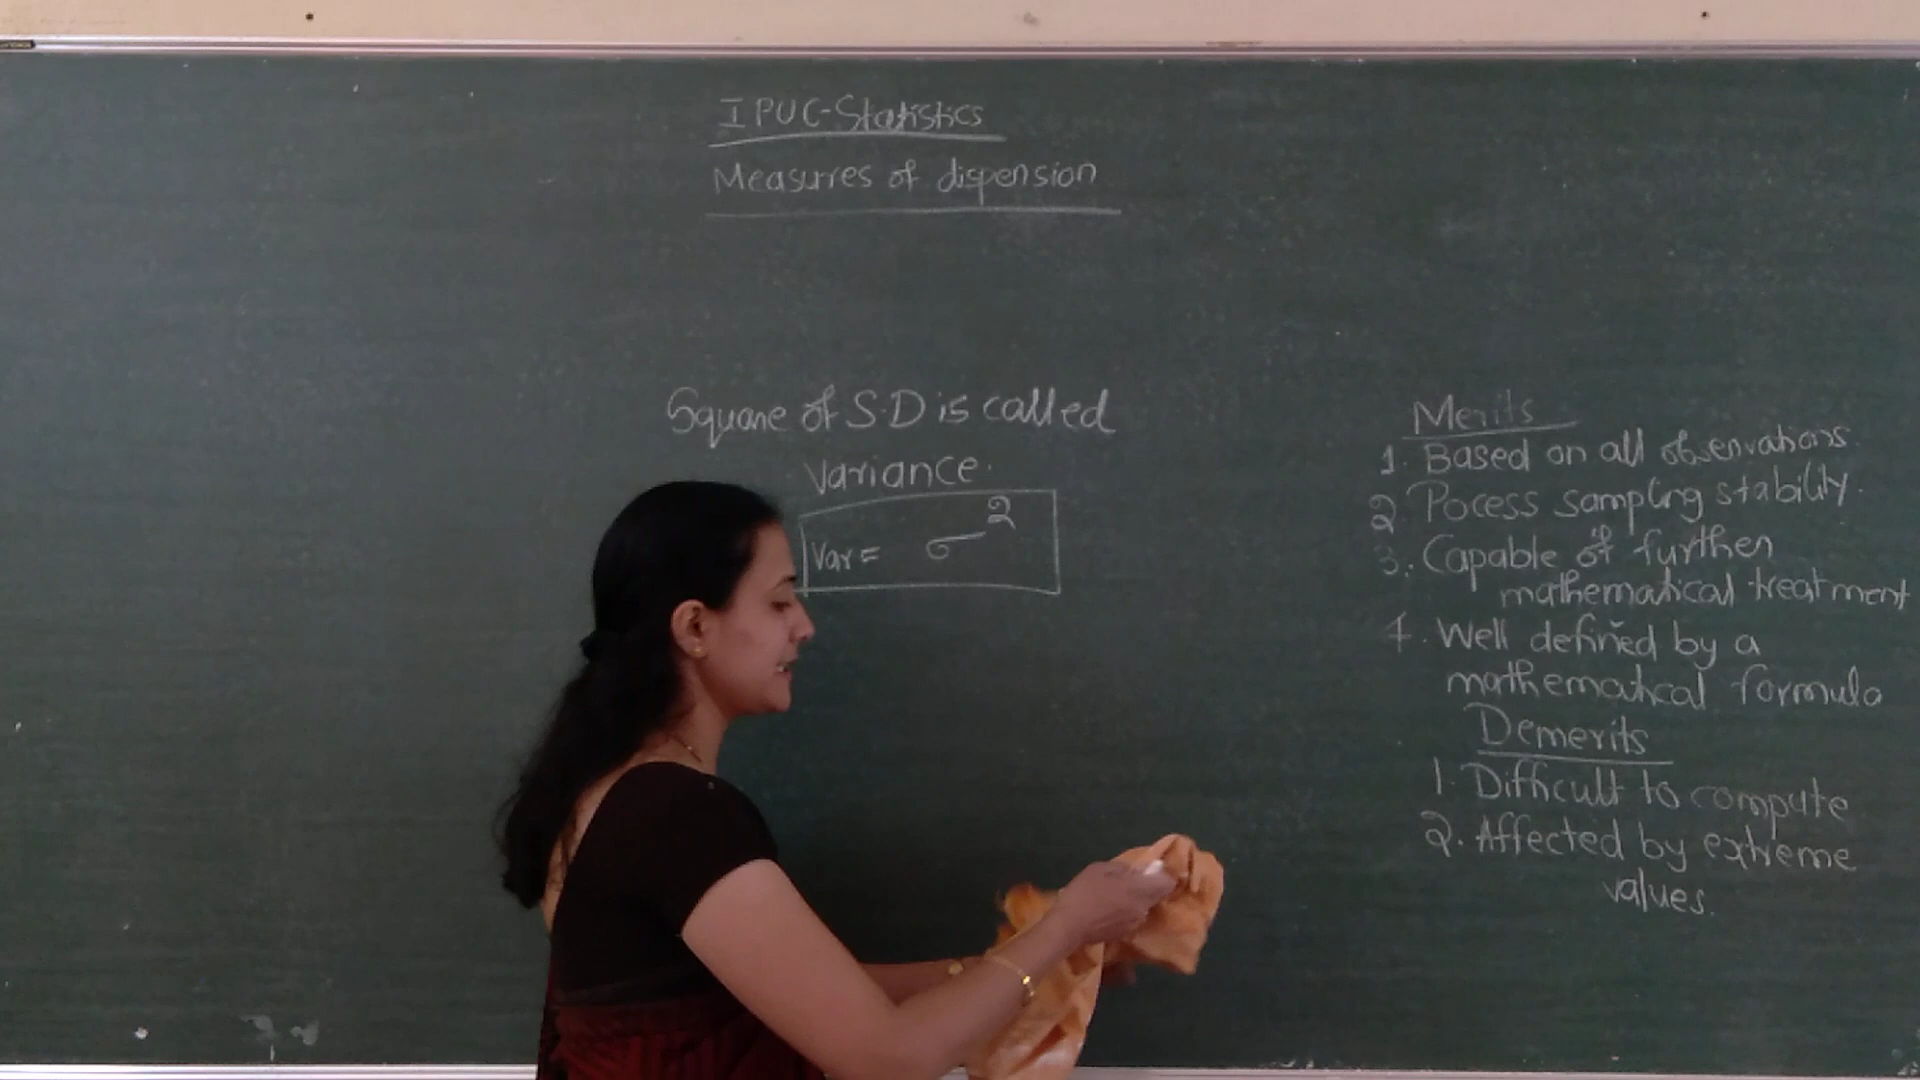 I PUC-Statistics
Measures of dispersion
Square of S.D is called
Variance.
Var = σ²
Merits
1. Based on all observations.
2. Pocess sampling stability.
3. Capable of further
mathematical treatment
4. Well defined by a
mathematical formula
Demerits
1. Difficult to compute
2. Affected by extreme
values.